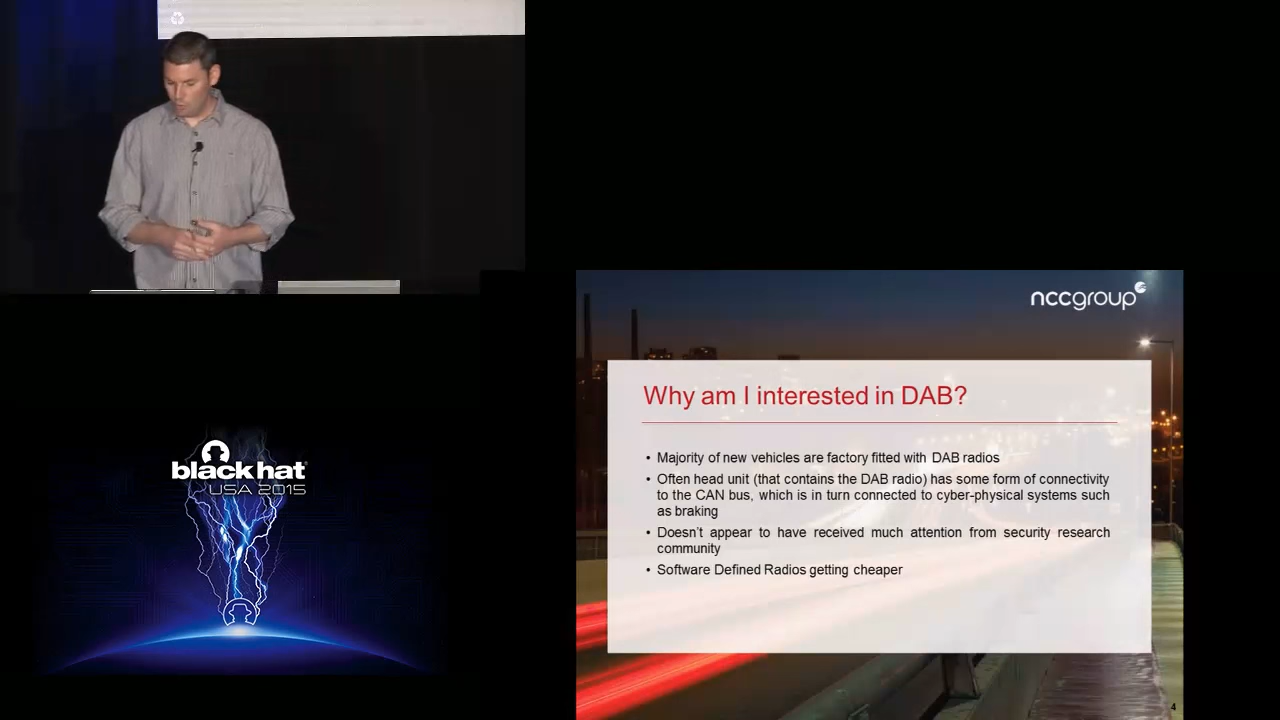 black hat
USA 2015
nccgroup
Why am I interested in DAB?
• Majority of new vehicles are factory fitted with DAB radios
• Often head unit (that contains the DAB radio) has some form of connectivity
to the CAN bus, which is in turn connected to cyber-physical systems such
as braking
• Doesn't appear to have received much attention from security research
community
• Software Defined Radios getting cheaper
4